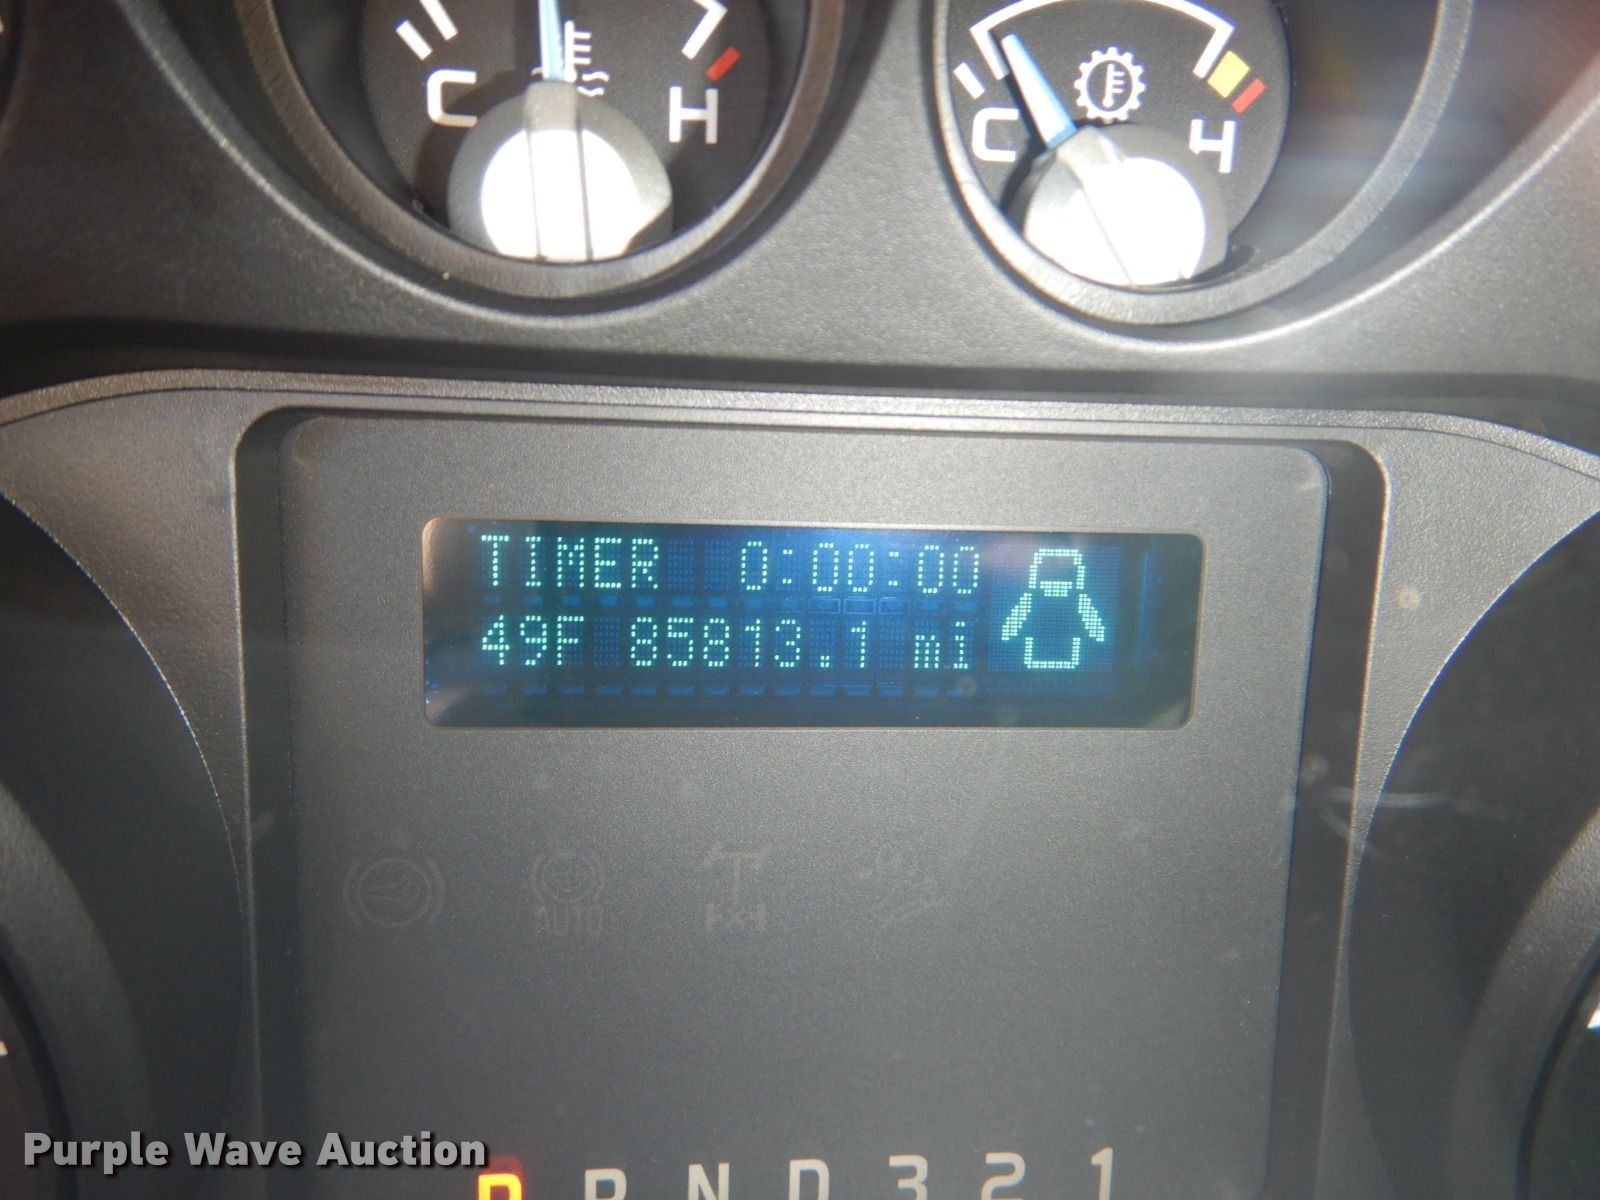 C H
C H
TIMER 0:00:00
49F 85813.1 mi
AUTO
P R N D 3 2 1
Purple Wave Auction